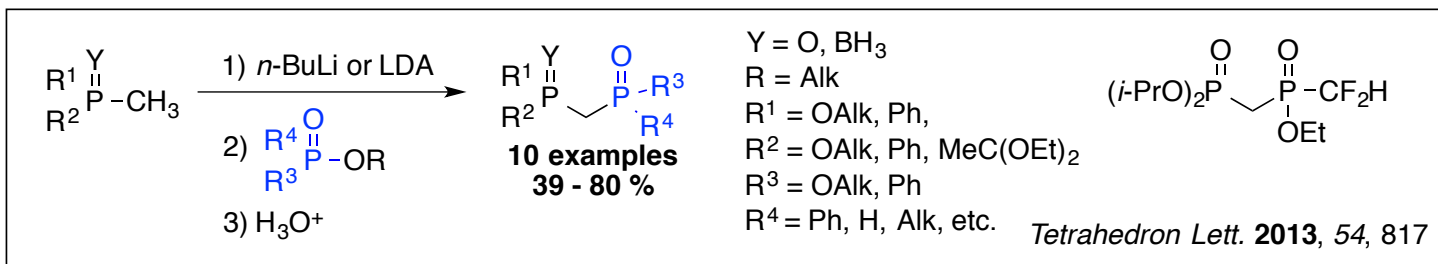 Y
R¹
R²
P
CH₃
1) n-BuLi or LDA
2)
O
R⁴
R³
P
OR
3) H₃O⁺
Y
R¹
R²
P
O
P
R³
R⁴
10 examples
39 - 80 %
Y = O, BH₃
R = Alk
R¹ = OAlk, Ph,
R² = OAlk, Ph, MeC(OEt)₂
R³ = OAlk, Ph
R⁴ = Ph, H, Alk, etc.
O
O
(i-PrO)₂P
P
CF₂H
OEt
Tetrahedron Lett. 2013, 54, 817